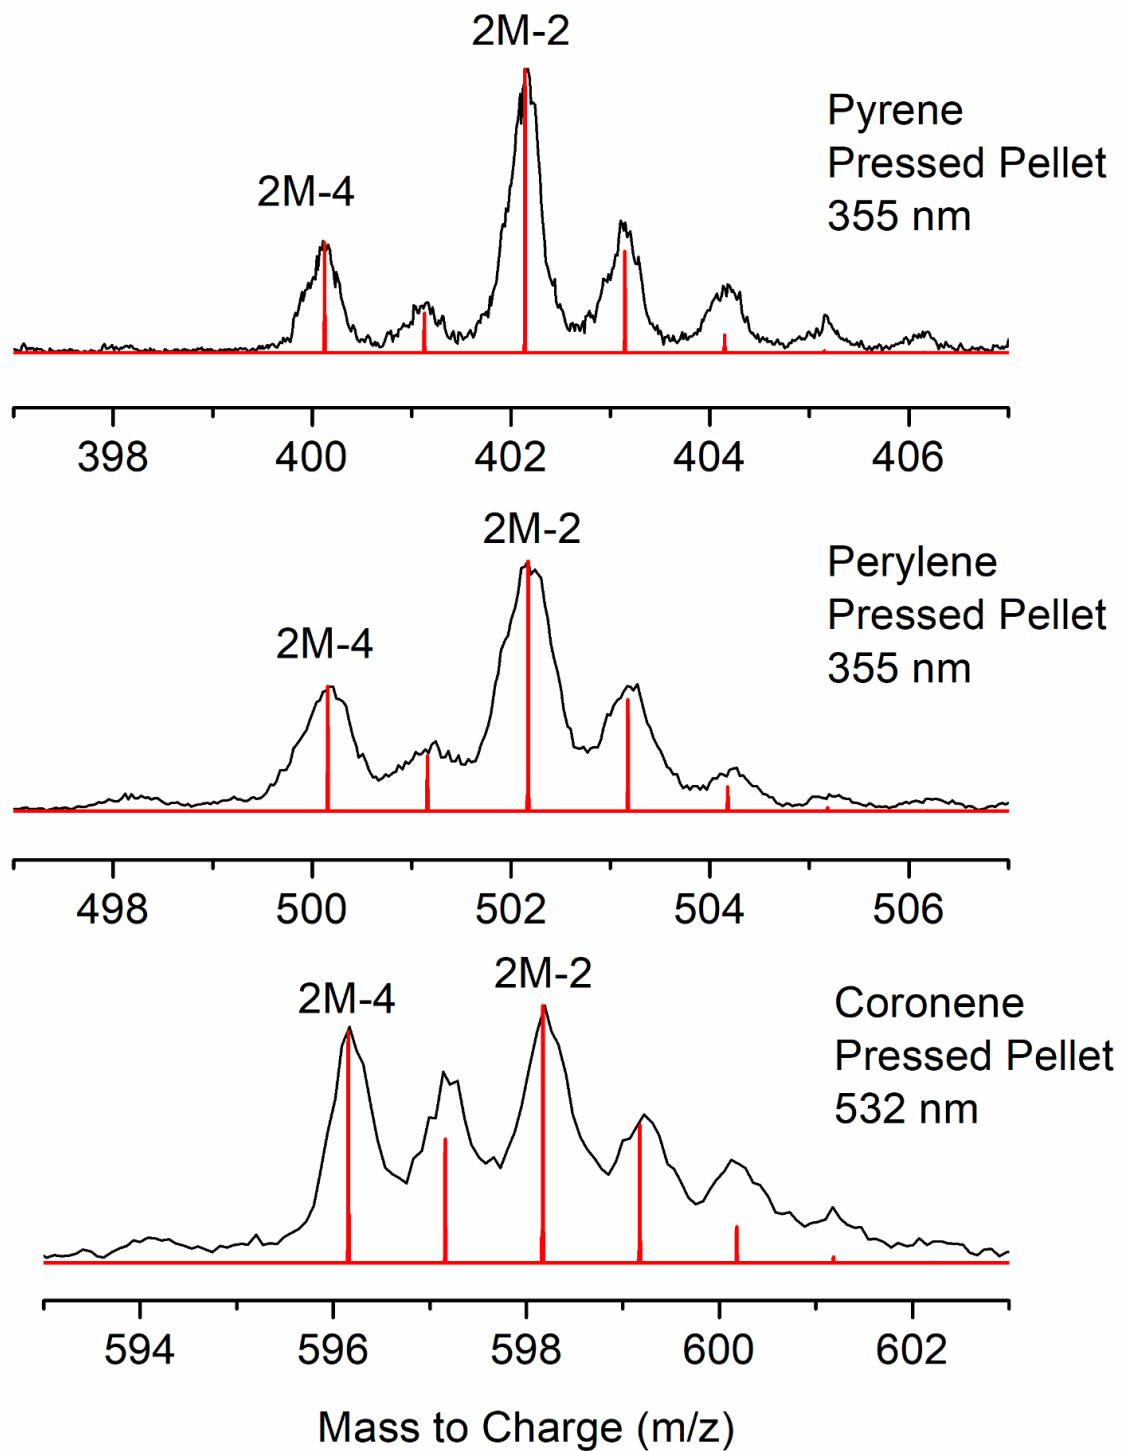 2M-2
2M-4
Pyrene
Pressed Pellet
355 nm
398 400 402 404 406
2M-2
2M-4
Perylene
Pressed Pellet
355 nm
498 500 502 504 506
2M-2
2M-4
Coronene
Pressed Pellet
532 nm
594 596 598 600 602
Mass to Charge (m/z)